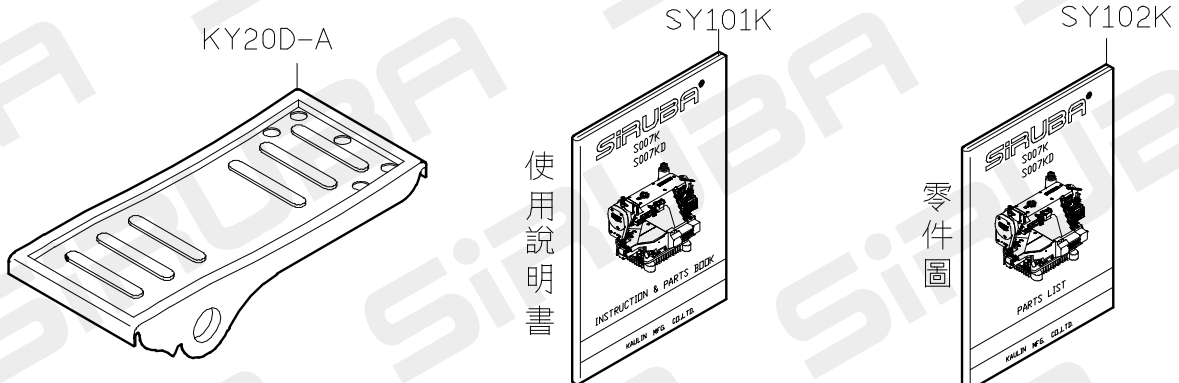 KY20D-A
SY101K
SY102K
使用說明書
SiRUBA
S007K
S007KD
INSTRUCTION & PARTS BOOK
KAULIN MFG. CO.,LTD.
零件圖
SiRUBA
S007K
S007KD
PARTS LIST
KAULIN MFG. CO.,LTD.